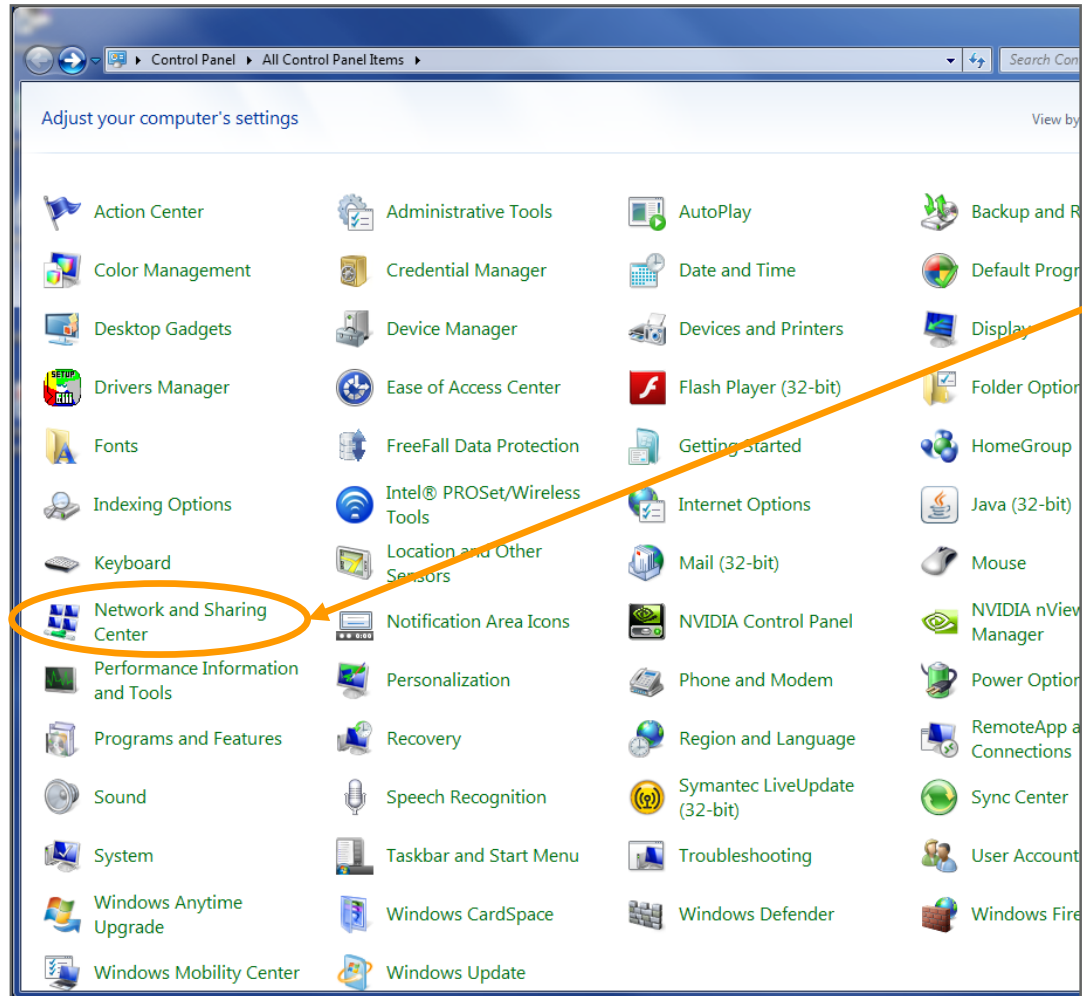 Control Panel All Control Panel Items Search Con
Adjust your computer's settings View by
Action Center Administrative Tools AutoPlay Backup and R
Color Management Credential Manager Date and Time Default Progr
Desktop Gadgets Device Manager Devices and Printers Display
SETUP
Drivers Manager Ease of Access Center Flash Player (32-bit) Folder Option
Fonts FreeFall Data Protection Getting Started HomeGroup
Indexing Options Intel® PROSet/Wireless Internet Options Java (32-bit)
Tools
Keyboard Location and Other Mail (32-bit) Mouse
Sensors
Network and Sharing Notification Area Icons NVIDIA Control Panel NVIDIA nView
Center Manager
Performance Information Personalization Phone and Modem Power Option
and Tools
Programs and Features Recovery Region and Language RemoteApp a
Connections
Sound Speech Recognition Symantec LiveUpdate Sync Center
(32-bit)
System Taskbar and Start Menu Troubleshooting User Account
Windows Anytime Windows CardSpace Windows Defender Windows Fire
Upgrade
Windows Mobility Center Windows Update